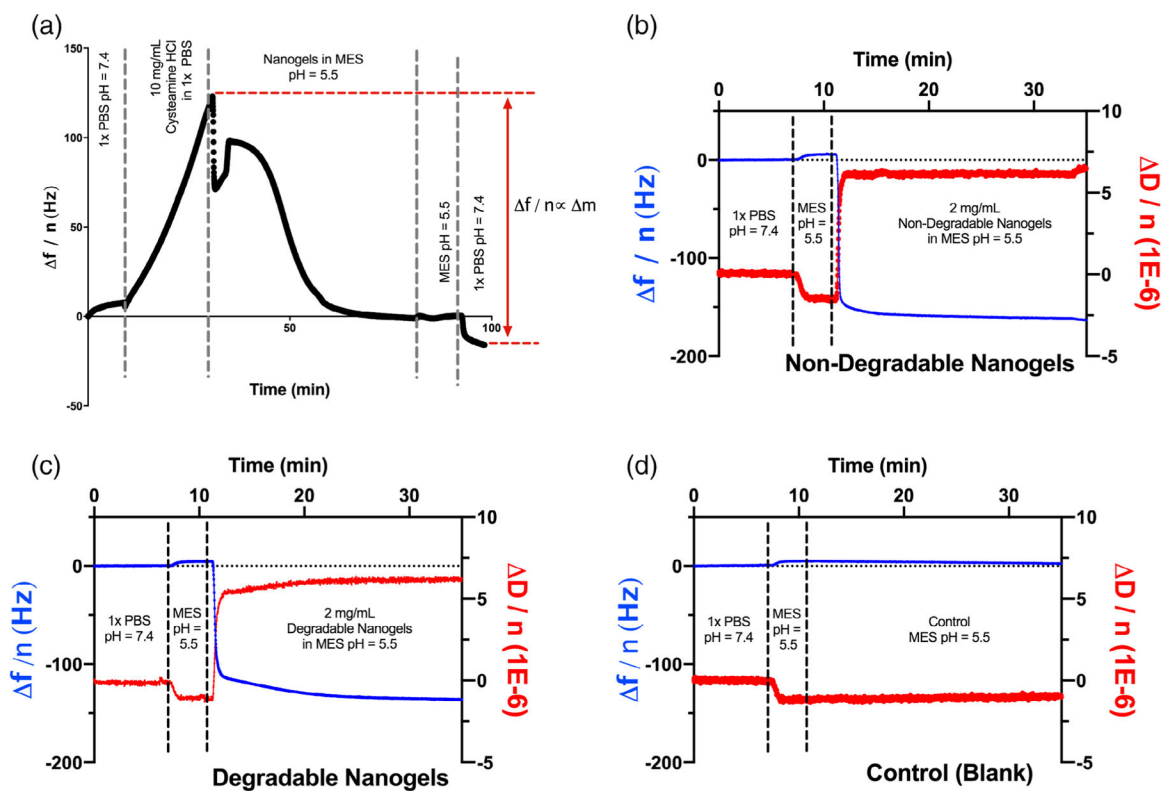 (a)
150
100
50
0
-50
Δf / n (Hz)
1x PBS pH = 7.4
10 mg/mL
Cysteamine HCl
in 1x PBS
Nanogels in MES
pH = 5.5
MES pH = 5.5
1x PBS pH = 7.4
Δf / n ∝ Δm
50
100
Time (min)
(b)
Time (min)
0
10
20
30
0
-100
-200
Δf / n (Hz)
10
5
0
-5
ΔD / n (1E-6)
1x PBS
pH = 7.4
MES
pH =
5.5
2 mg/mL
Non-Degradable Nanogels
in MES pH = 5.5
Non-Degradable Nanogels
(c)
Time (min)
0
10
20
30
0
-100
-200
Δf /n (Hz)
10
5
0
-5
ΔD / n (1E-6)
1x PBS
pH = 7.4
MES
pH =
5.5
2 mg/mL
Degradable Nanogels
in MES pH = 5.5
Degradable Nanogels
(d)
Time (min)
0
10
20
30
0
-100
-200
Δf / n (Hz)
10
5
0
-5
ΔD / n (1E-6)
1x PBS
pH = 7.4
MES
pH =
5.5
Control
MES pH = 5.5
Control (Blank)